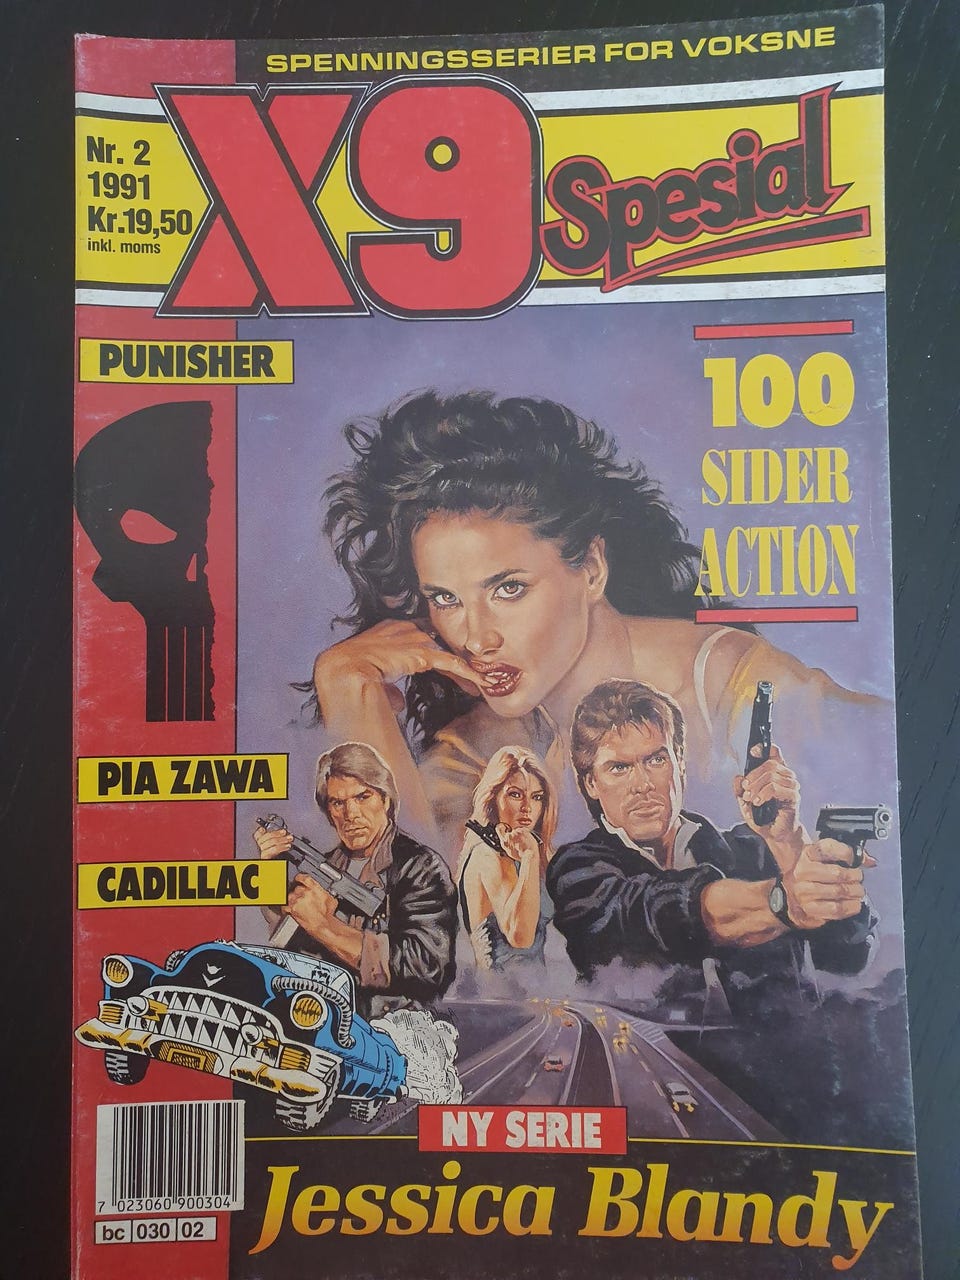 SPENNINGSSERIER FOR VOKSNE
X9 Spesial
Nr. 2
1991
Kr.19,50
inkl. moms
PUNISHER
100
SIDER
ACTION
PIA ZAWA
CADILLAC
NY SERIE
Jessica Blandy
7 023060 900304
bc 030 02